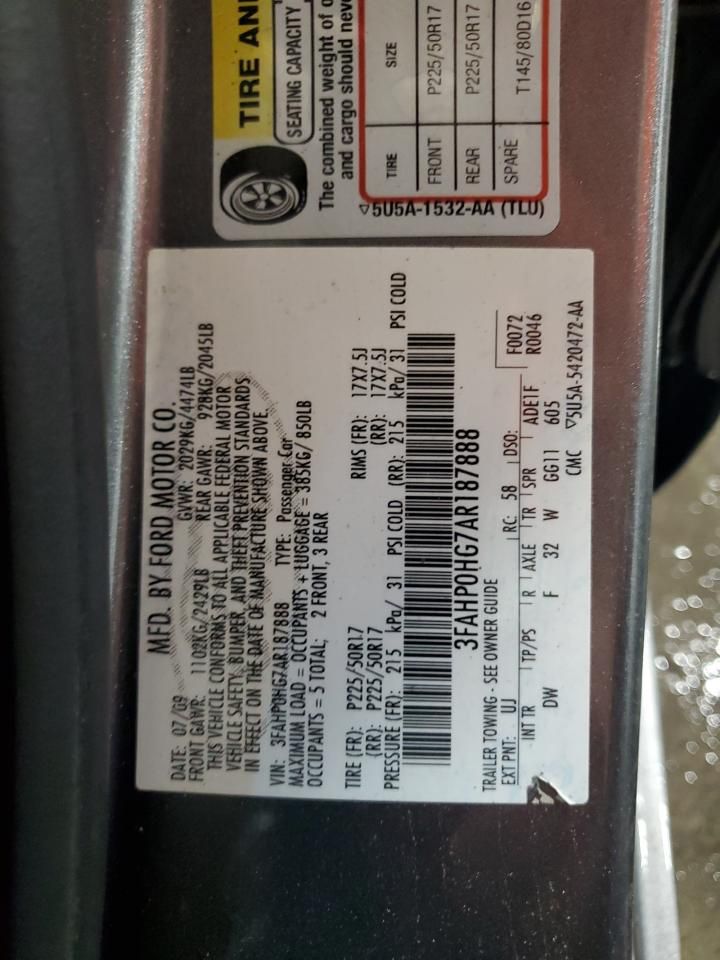 MFD. BY FORD MOTOR CO.
DATE: 07/09 GVWR: 2029KG/4474LB
FRONT GAWR: 1102KG/2429LB REAR GAWR: 928KG/2045LB
THIS VEHICLE CONFORMS TO ALL APPLICABLE FEDERAL MOTOR
VEHICLE SAFETY, BUMPER, AND THEFT PREVENTION STANDARDS
IN EFFECT ON THE DATE OF MANUFACTURE SHOWN ABOVE.
VIN: 3FAHP0HG7AR187888 TYPE: Passenger Car
MAXIMUM LOAD = OCCUPANTS + LUGGAGE = 385KG/ 850LB
OCCUPANTS = 5 TOTAL; 2 FRONT, 3 REAR
TIRE (FR): P225/50R17 RIMS (FR): 17X7.5J
(RR): P225/50R17 (RR): 17X7.5J
PRESSURE (FR): 215 kPa/ 31 PSI COLD (RR): 215 kPa/ 31 PSI COLD
3FAHP0HG7AR187888
TRAILER TOWING - SEE OWNER GUIDE
EXT PNT: UJ RC: 58 DSO: F0072
R0046
INT TR TP/PS R AXLE TR SPR ADE1F
DW F 32 W GG11 605
CMC ▽5U5A-5420472-AA
TIRE AN
SEATING CAPACITY
The combined weight of o
and cargo should neve
TIRE SIZE
FRONT P225/50R17
REAR P225/50R17
SPARE T145/80D16
▽5U5A-1532-AA (TLU)